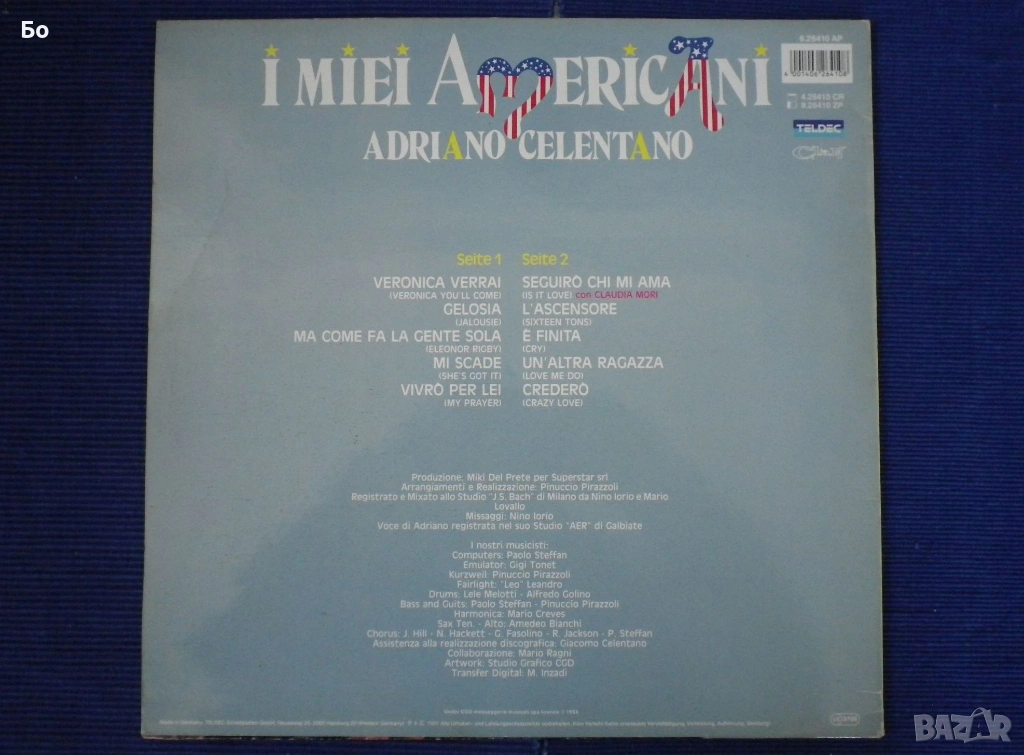 Бо
6.26410 AP
I MIEI AMERICANI
6 001406 264108
4.26410 CR
8.26410 ZP
ADRIANO CELENTANO
TELDEC
Clan
Seite 1 Seite 2
VERONICA VERRAI
(VERONICA YOU'LL COME)
GELOSIA
(JALOUSIE)
MA COME FA LA GENTE SOLA
(ELEONOR RIGBY)
MI SCADE
(SHE'S GOT IT)
VIVRÒ PER LEI
(MY PRAYER)
SEGUIRÒ CHI MI AMA
(IS IT LOVE) con CLAUDIA MORI
L'ASCENSORE
(SIXTEEN TONS)
È FINITA
(CRY)
UN'ALTRA RAGAZZA
(LOVE ME DO)
CREDERÒ
(CRAZY LOVE)
Produzione: Miki Del Prete per Superstar srl
Arrangiamenti e Realizzazione: Pinuccio Pirazzoli
Registrato e Mixato allo Studio "J.S. Bach" di Milano da Nino Iorio e Mario
Lovallo
Missaggi: Nino Iorio
Voce di Adriano registrata nel suo Studio "AER" di Galbiate
I nostri musicisti:
Computers: Paolo Steffan
Emulator: Gigi Tonet
Kurzweil: Pinuccio Pirazzoli
Fairlight: "Leo" Leandro
Drums: Lele Melotti - Alfredo Golino
Bass and Guits: Paolo Steffan - Pinuccio Pirazzoli
Harmonica: Mario Creves
Sax Ten. - Alto: Amedeo Bianchi
Chorus: J. Hill - N. Hackett - G. Fasolino - R. Jackson - P. Steffan
Assistenza alla realizzazione discografica: Giacomo Celentano
Collaborazione: Mario Ragni
Artwork: Studio Grafico CGD
Transfer Digital: M. Inzadi
BAZAR